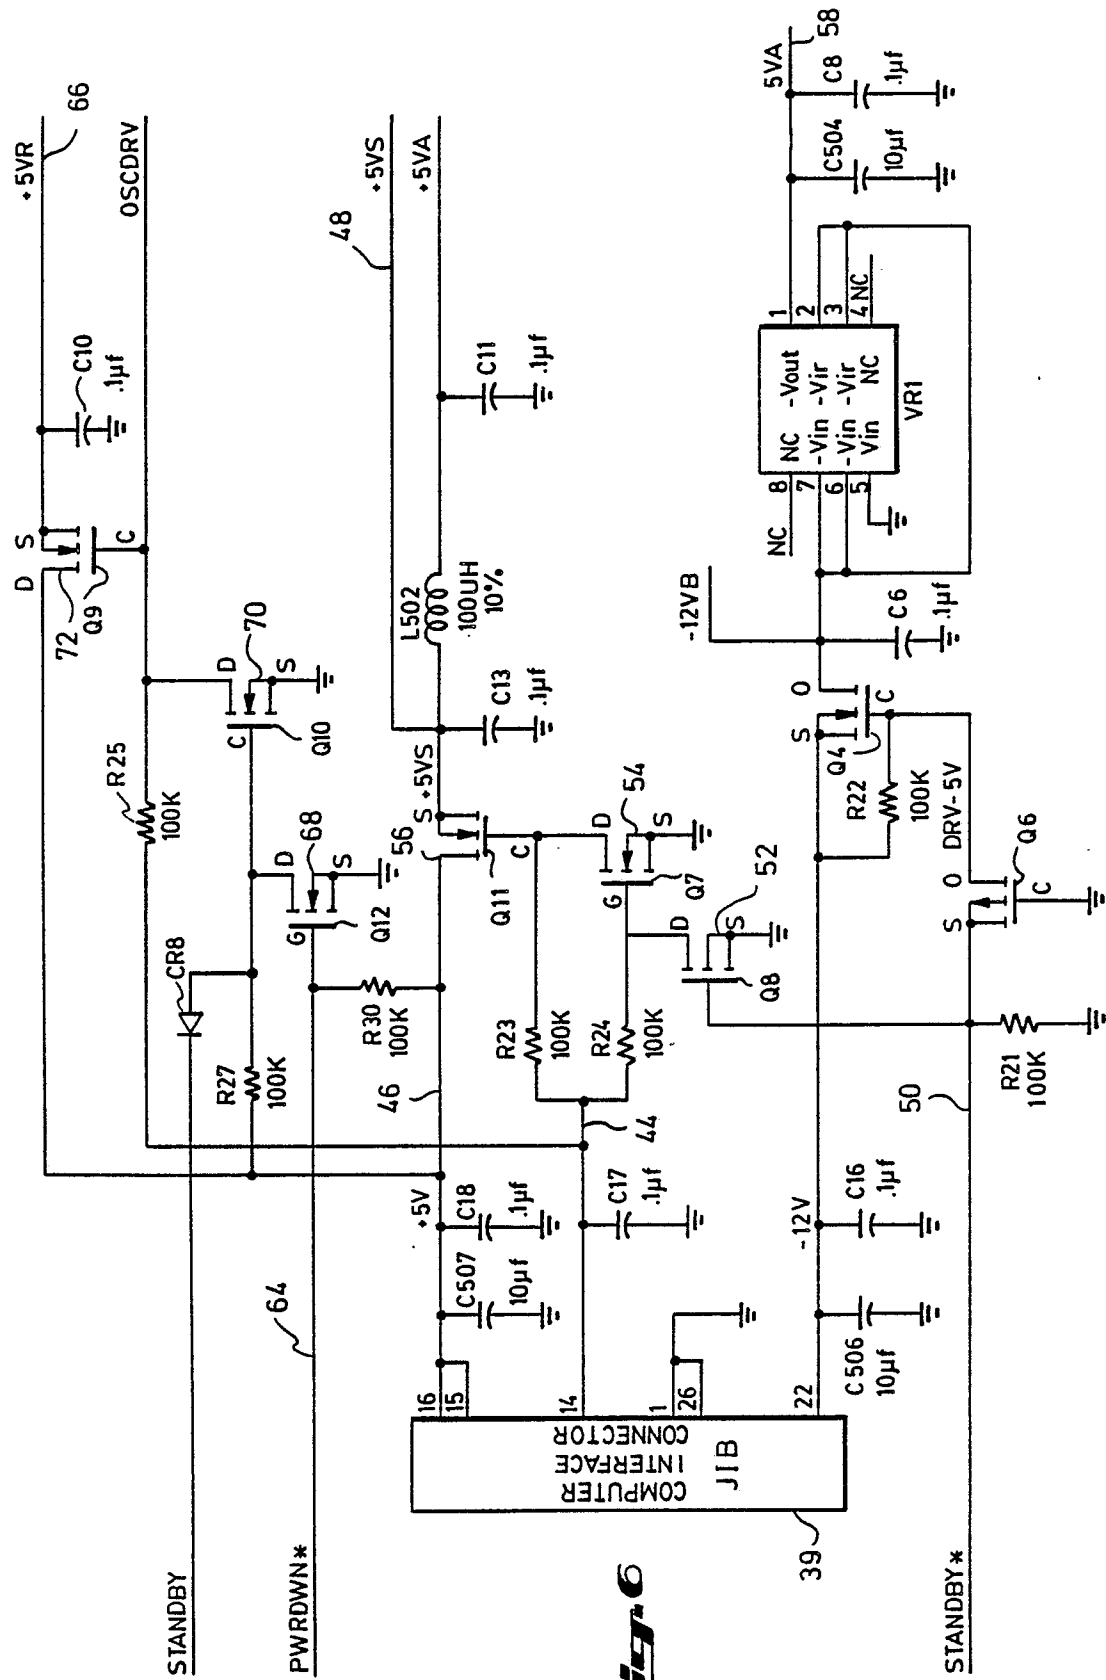 +5VR
66
OSCDRV
C10
.1µf
D
S
72
Q9
C
R25
100K
D
70
S
C
Q10
CR8
D
68
S
G
Q12
R27
100K
R30
100K
STANDBY
64
PWRDWN*
+5VS
48
+5VA
C11
.1µf
L502
100UH
10%
C13
.1µf
+5VS
S
56
Q11
C
D
54
S
G
Q7
D
52
S
Q8
R23
100K
R24
100K
46
44
+5V
C18
.1µf
C507
10µf
C17
.1µf
16
15
14
1
26
22
COMPUTER
INTERFACE
CONNECTOR
J1B
39
5VA
58
C8
.1µf
C504
10µf
1
2
3
4 NC
NC -Vout
-Vin -Vir
-Vin -Vir
Vin NC
VR1
NC
8
7
6
5
-12VB
C6
.1µf
S
O
C
Q4
R22
100K
DRV-5V
Q6
O
S
C
R21
100K
50
-12V
C16
.1µf
C506
10µf
STANDBY*
ig.6